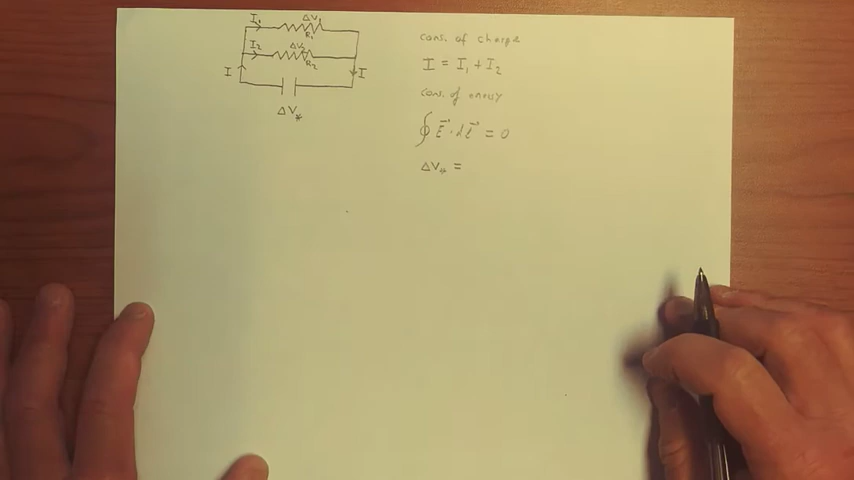 I₁ ΔV₁
R₁
I₂ ΔV₂
R₂
I I
ΔV*
cons. of charge
I = I₁ + I₂
cons. of energy
∮ E⃗ · dℓ⃗ = 0
ΔV* =